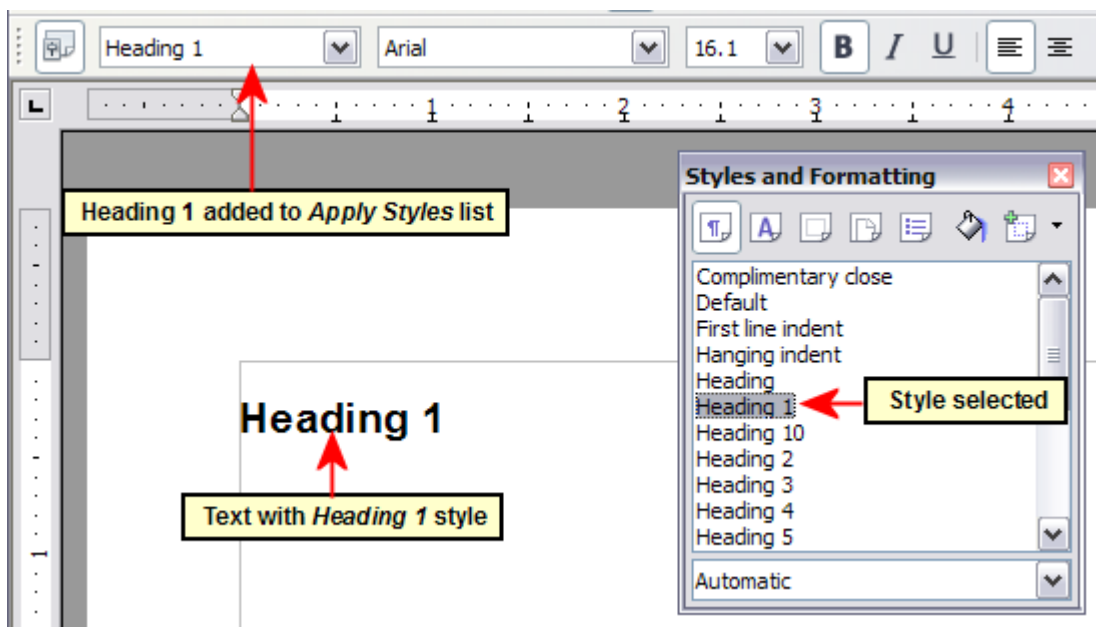 Heading 1 Arial 16.1 B I U
1 2 3 4
Styles and Formatting
Heading 1 added to Apply Styles list
Complimentary close
Default
First line indent
Hanging indent
Heading
Heading 1
Style selected
Heading 10
Heading 2
Heading 3
Heading 4
Heading 5
Automatic
Heading 1
Text with Heading 1 style
1